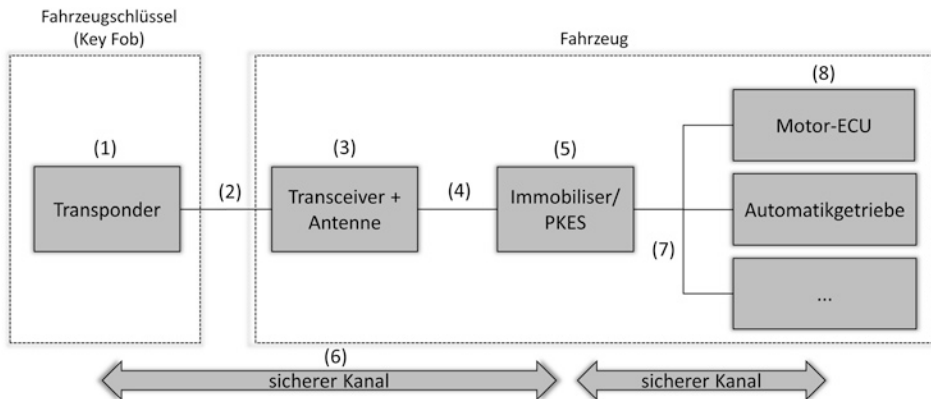 Fahrzeugschlüssel
(Key Fob)
Fahrzeug
(1)
Transponder
(2)
(3)
Transceiver +
Antenne
(4)
(5)
Immobiliser/
PKES
(7)
(8)
Motor-ECU
Automatikgetriebe
...
(6)
sicherer Kanal
sicherer Kanal